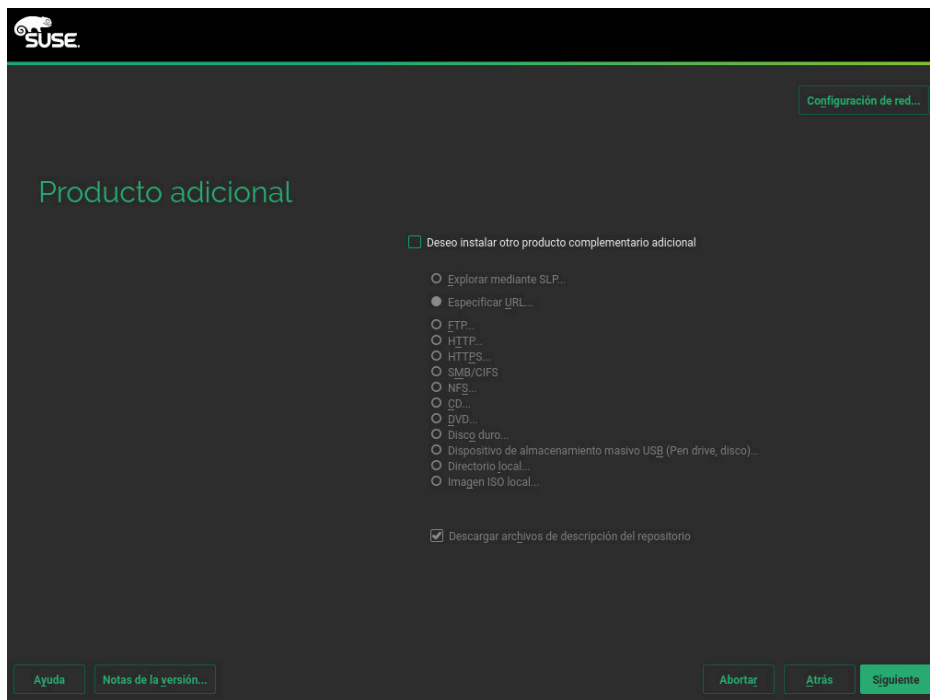 SUSE.
Configuración de red...
Producto adicional
Deseo instalar otro producto complementario adicional
Explorar mediante SLP...
Especificar URL...
FTP...
HTTP...
HTTPS...
SMB/CIFS
NFS...
CD...
DVD...
Disco duro...
Dispositivo de almacenamiento masivo USB (Pen drive, disco)...
Directorio local...
Imagen ISO local...
Descargar archivos de descripción del repositorio
Ayuda
Notas de la versión...
Abortar
Atrás
Siguiente